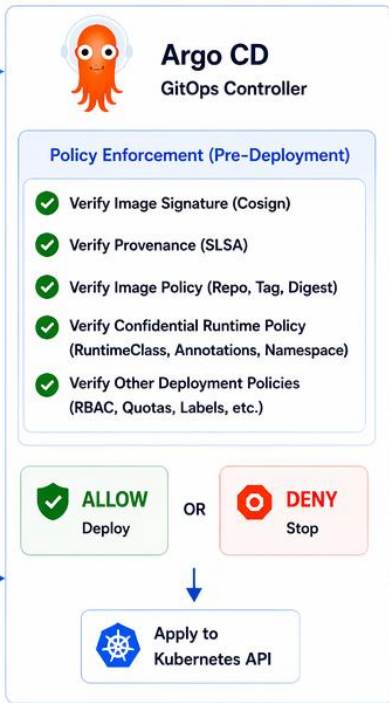 Argo CD
GitOps Controller
Policy Enforcement (Pre-Deployment)
Verify Image Signature (Cosign)
Verify Provenance (SLSA)
Verify Image Policy (Repo, Tag, Digest)
Verify Confidential Runtime Policy
(RuntimeClass, Annotations, Namespace)
Verify Other Deployment Policies
(RBAC, Quotas, Labels, etc.)
ALLOW
Deploy
OR
DENY
Stop
Apply to
Kubernetes API